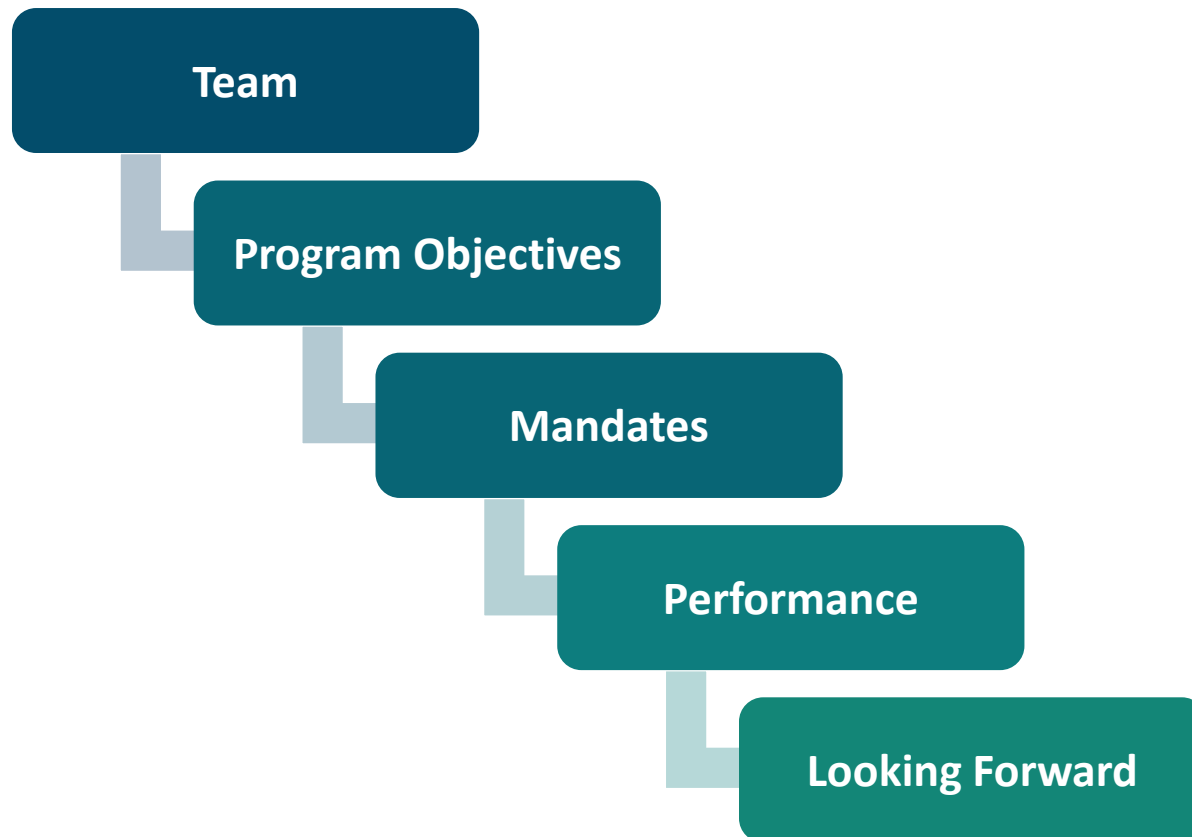 Team
Program Objectives
Mandates
Performance
Looking Forward